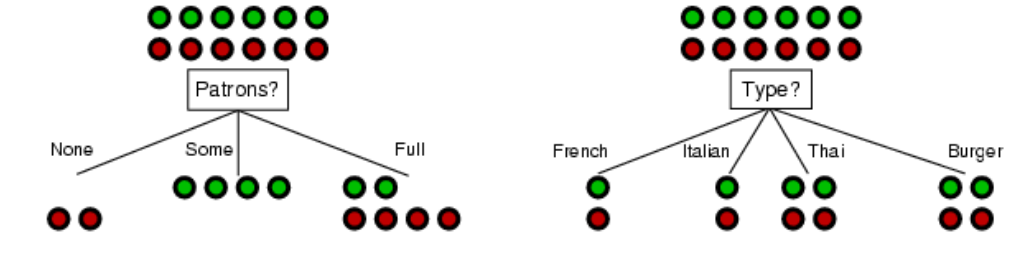 Patrons?
Type?
None
Some
Full
French
Italian
Thai
Burger